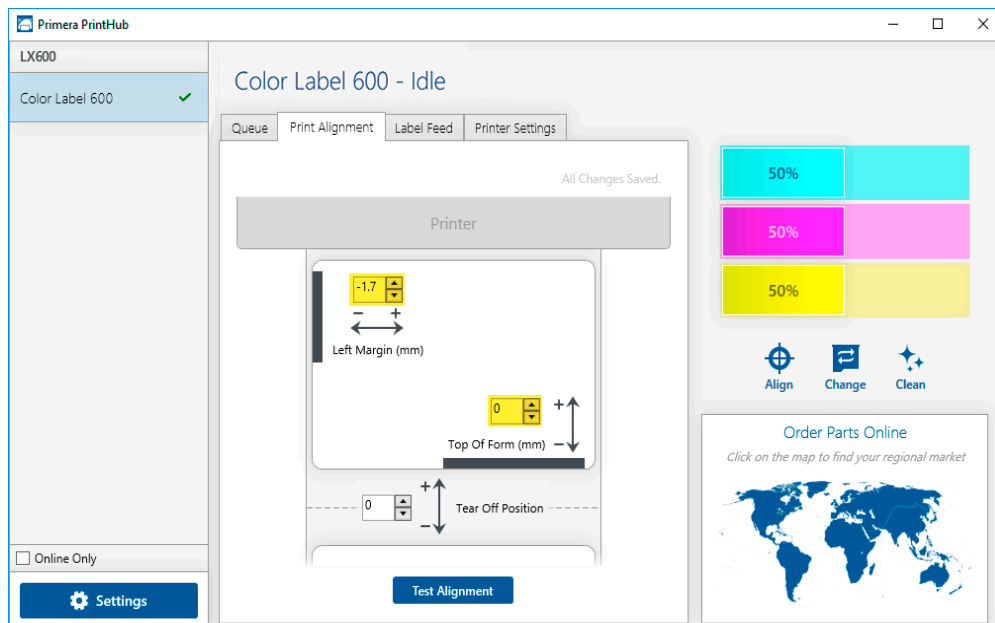 Primera PrintHub
LX600
Color Label 600
Color Label 600 - Idle
Queue
Print Alignment
Label Feed
Printer Settings
All Changes Saved.
Printer
-1.7
- +
Left Margin (mm)
0
+
Top Of Form (mm)
-
+
0
Tear Off Position
-
Test Alignment
50%
50%
50%
Align
Change
Clean
Order Parts Online
Click on the map to find your regional market
Online Only
Settings